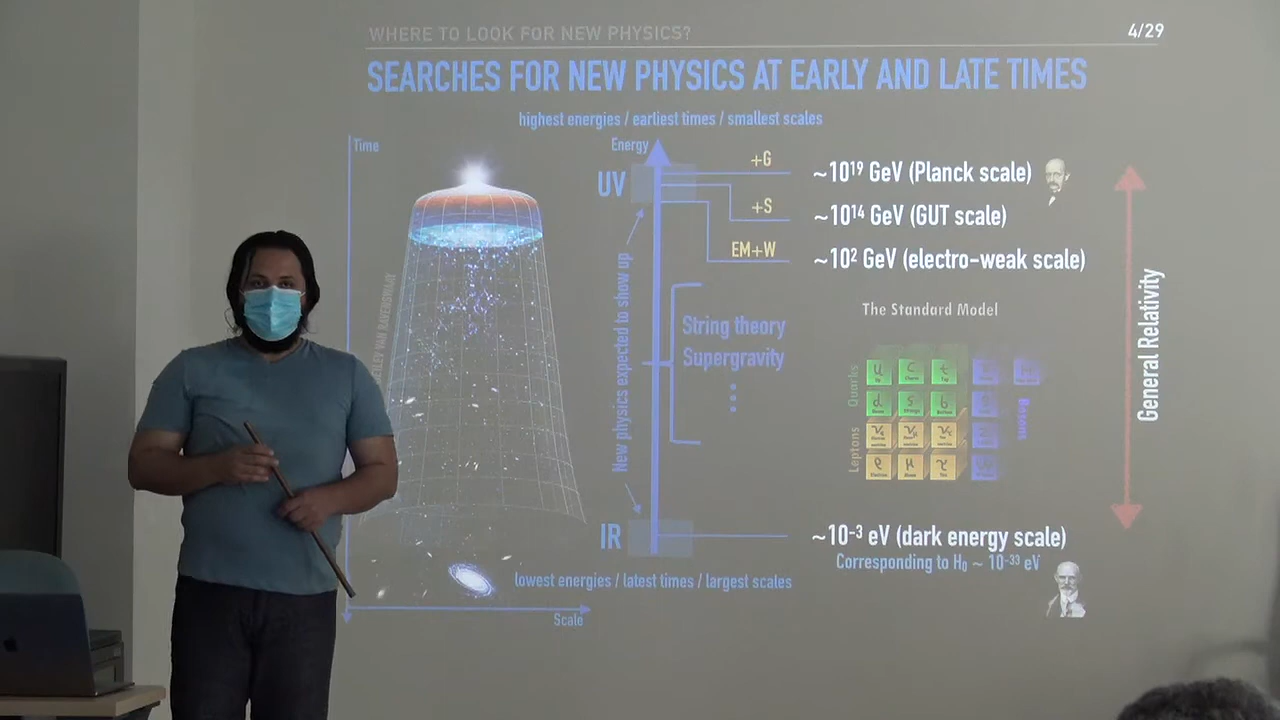 WHERE TO LOOK FOR NEW PHYSICS?
4/29
SEARCHES FOR NEW PHYSICS AT EARLY AND LATE TIMES
highest energies / earliest times / smallest scales
Time
Energy
UV
+G
~10¹⁹ GeV (Planck scale)
+S
~10¹⁴ GeV (GUT scale)
EM+W
~10² GeV (electro-weak scale)
New physics expected to show up
String theory
Supergravity
The Standard Model
Quarks
Leptons
Bosons
u c t
d s b
e μ τ
General Relativity
IR
~10⁻³ eV (dark energy scale)
Corresponding to H₀ ~ 10⁻³³ eV
lowest energies / latest times / largest scales
Scale